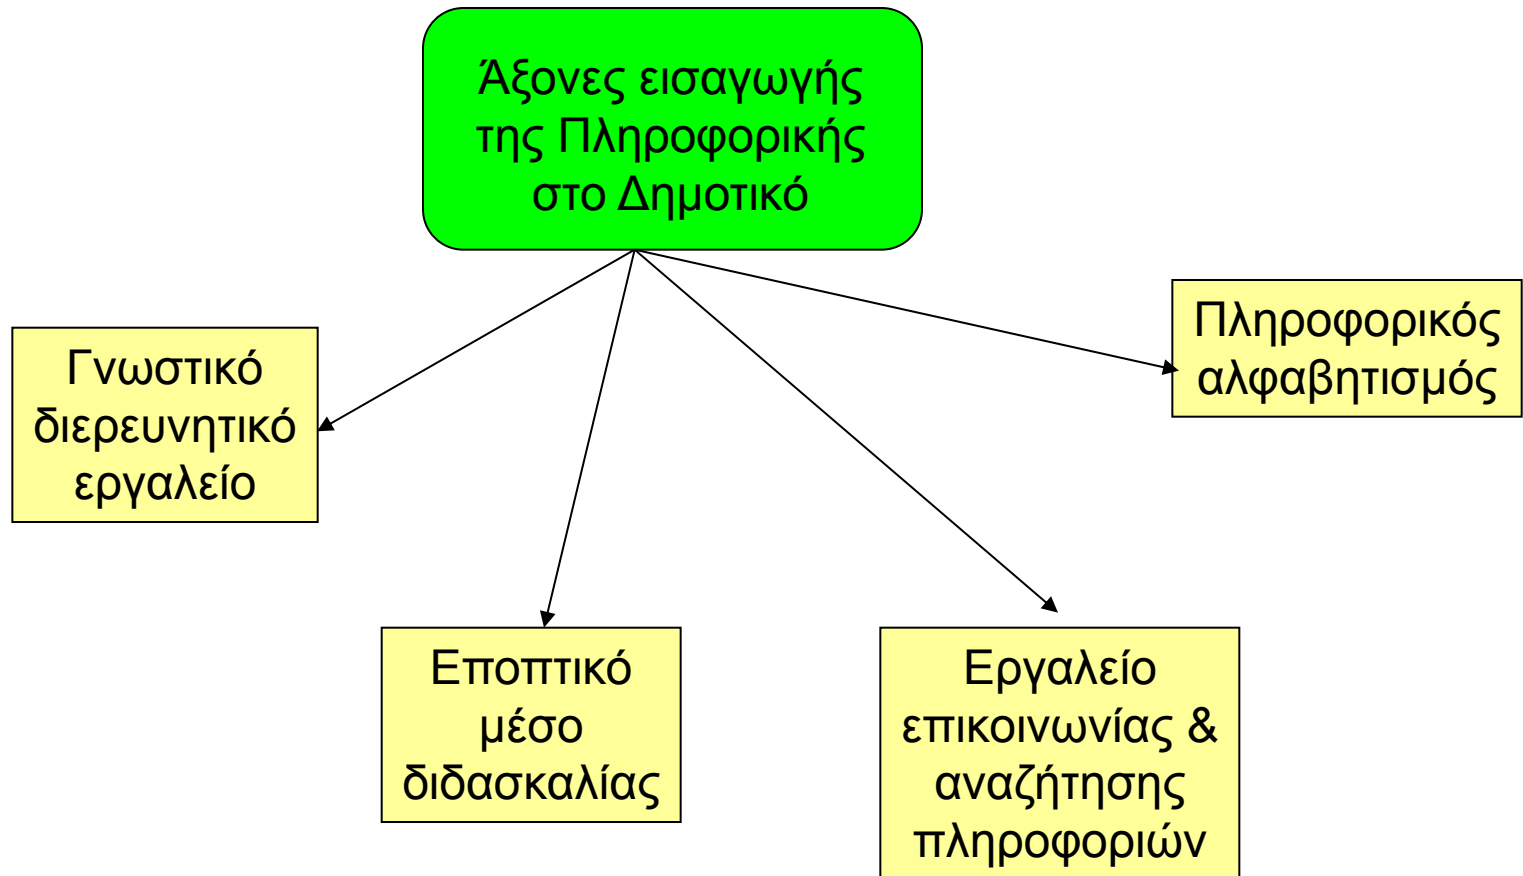 Άξονες εισαγωγής
της Πληροφορικής
στο Δημοτικό
Γνωστικό
διερευνητικό
εργαλείο
Εποπτικό
μέσο
διδασκαλίας
Εργαλείο
επικοινωνίας &
αναζήτησης
πληροφοριών
Πληροφορικός
αλφαβητισμός